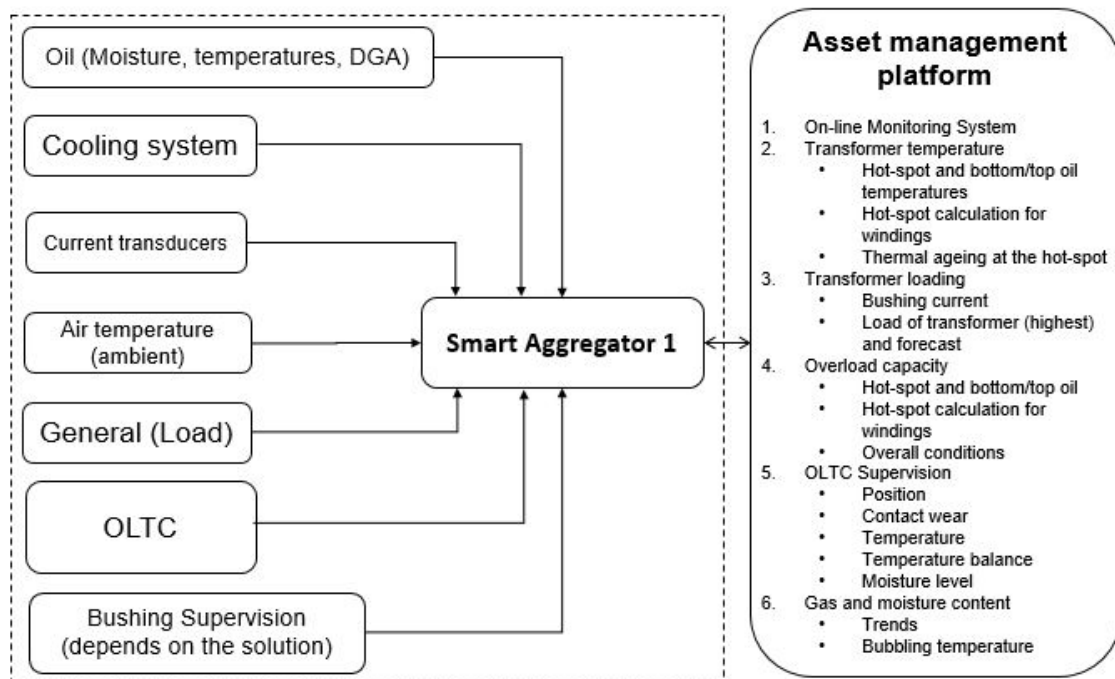 Oil (Moisture, temperatures, DGA)
Cooling system
Current transducers
Air temperature
(ambient)
General (Load)
OLTC
Bushing Supervision
(depends on the solution)
Smart Aggregator 1
Asset management
platform
1. On-line Monitoring System
2. Transformer temperature
• Hot-spot and bottom/top oil
temperatures
• Hot-spot calculation for
windings
• Thermal ageing at the hot-spot
3. Transformer loading
• Bushing current
• Load of transformer (highest)
and forecast
4. Overload capacity
• Hot-spot and bottom/top oil
• Hot-spot calculation for
windings
• Overall conditions
5. OLTC Supervision
• Position
• Contact wear
• Temperature
• Temperature balance
• Moisture level
6. Gas and moisture content
• Trends
• Bubbling temperature